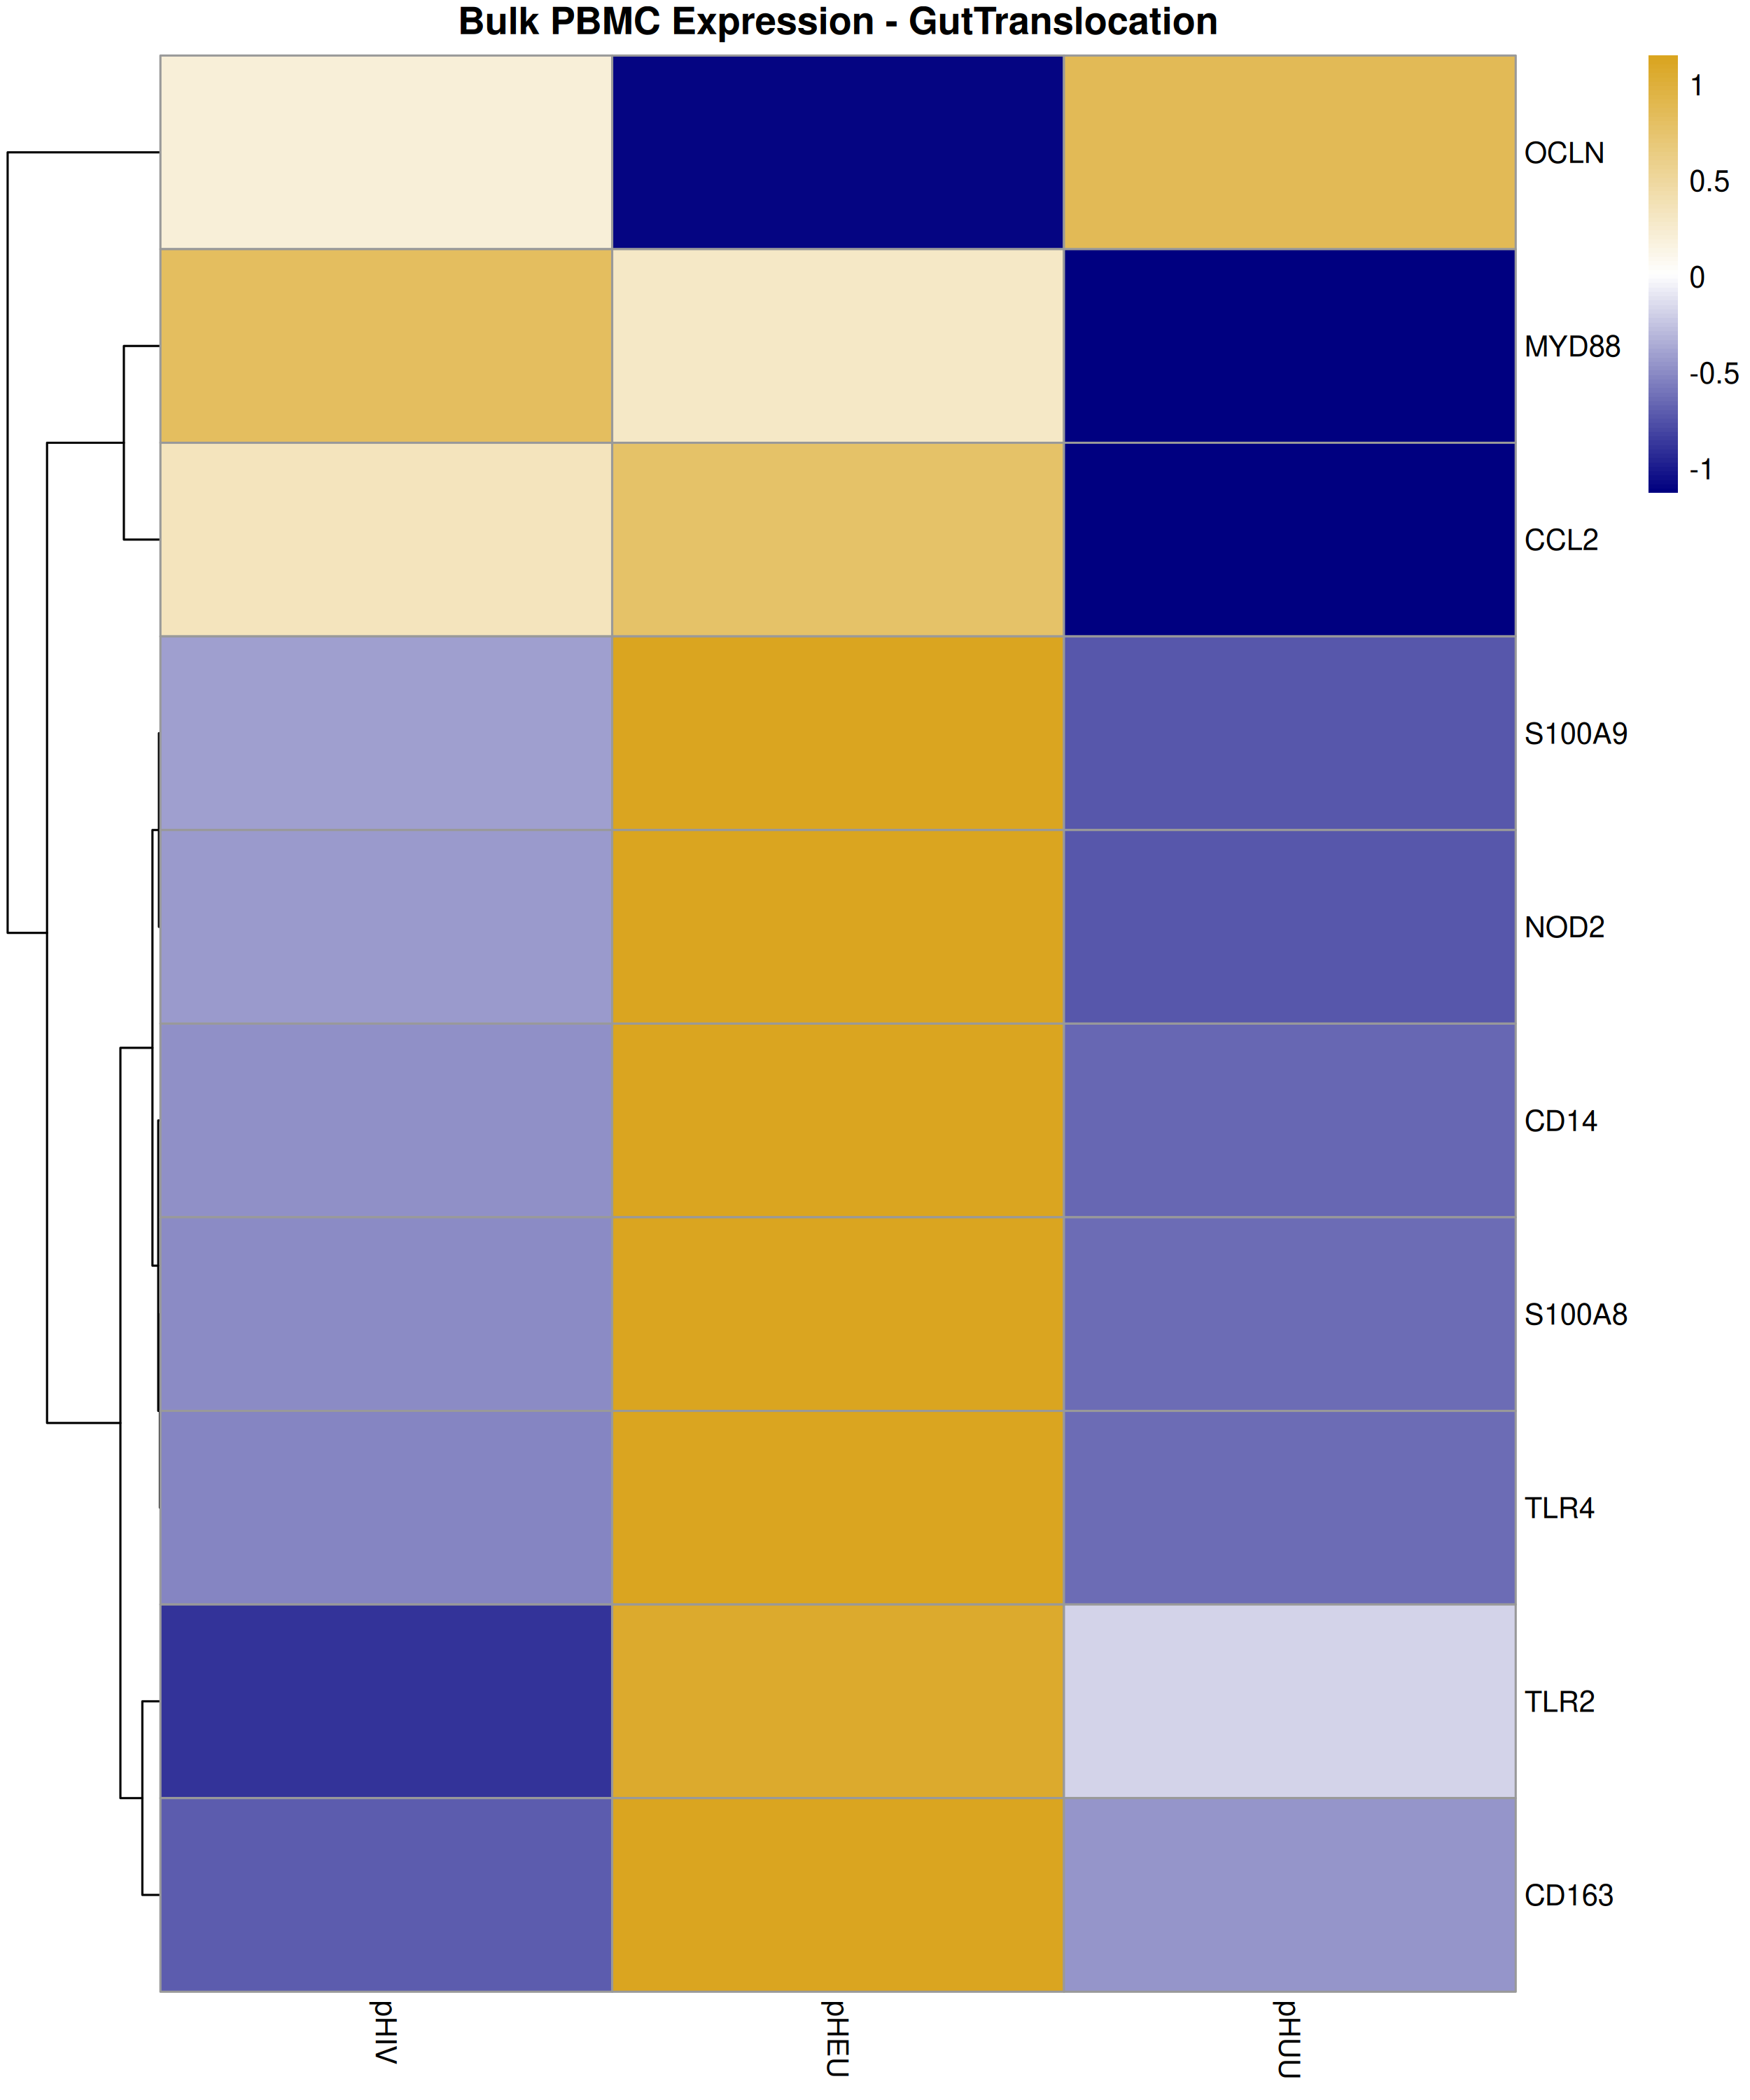 Bulk PBMC Expression - GutTranslocation
1
0.5
0
-0.5
-1
OCLN
MYD88
CCL2
S100A9
NOD2
CD14
S100A8
TLR4
TLR2
CD163
pHIV
pHEU
pHUU